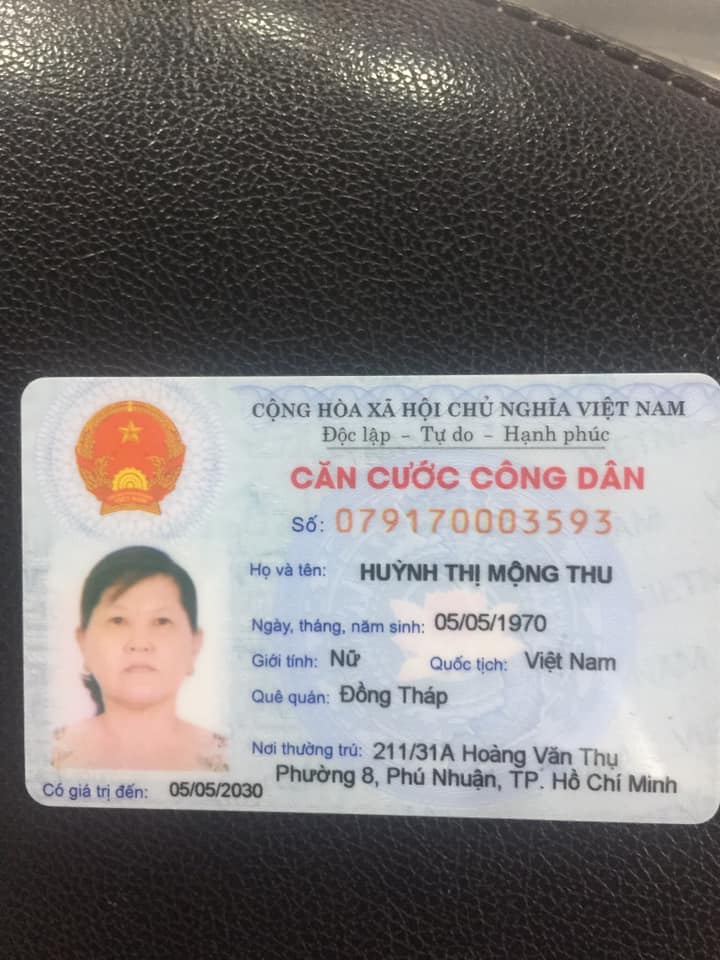 CỘNG HÒA XÃ HỘI CHỦ NGHĨA VIỆT NAM
Độc lập - Tự do - Hạnh phúc
CĂN CƯỚC CÔNG DÂN
Số: 079170003593
Họ và tên: HUỲNH THỊ MỘNG THU
Ngày, tháng, năm sinh: 05/05/1970
Giới tính: Nữ Quốc tịch: Việt Nam
Quê quán: Đồng Tháp
Nơi thường trú: 211/31A Hoàng Văn Thụ
Phường 8, Phú Nhuận, TP. Hồ Chí Minh
Có giá trị đến: 05/05/2030